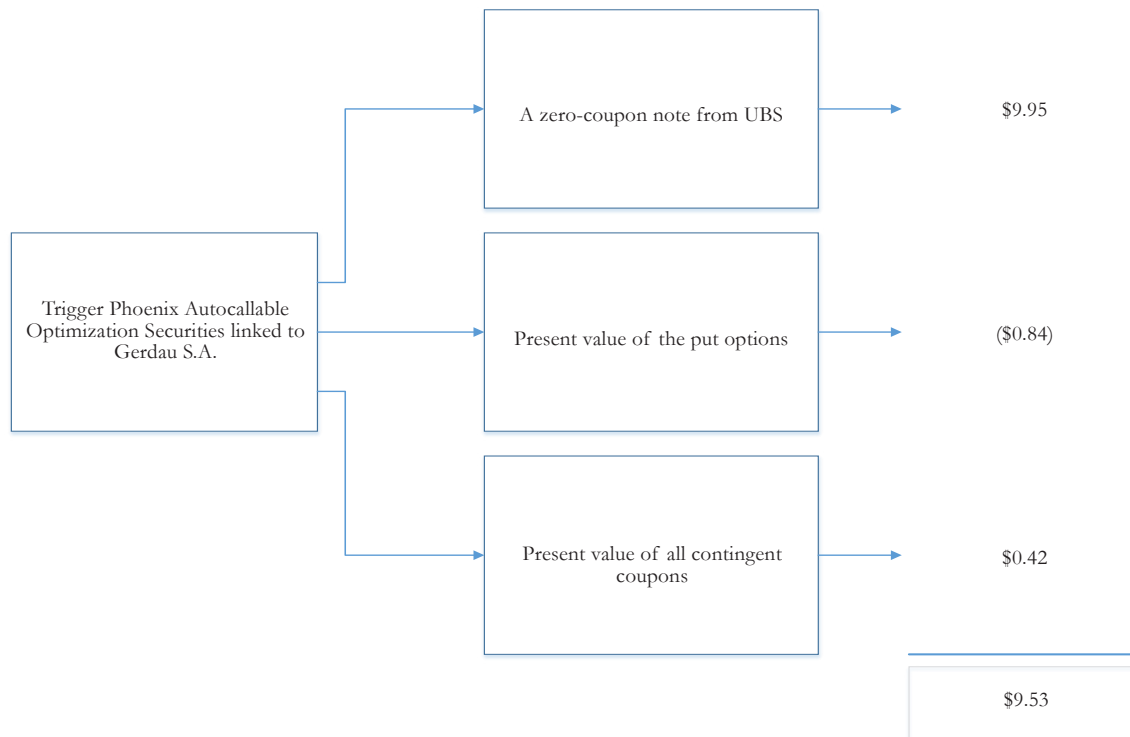 A zero-coupon note from UBS
$9.95
Trigger Phoenix Autocallable
Optimization Securities linked to
Gerdau S.A.
Present value of the put options
($0.84)
Present value of all contingent
coupons
$0.42
$9.53